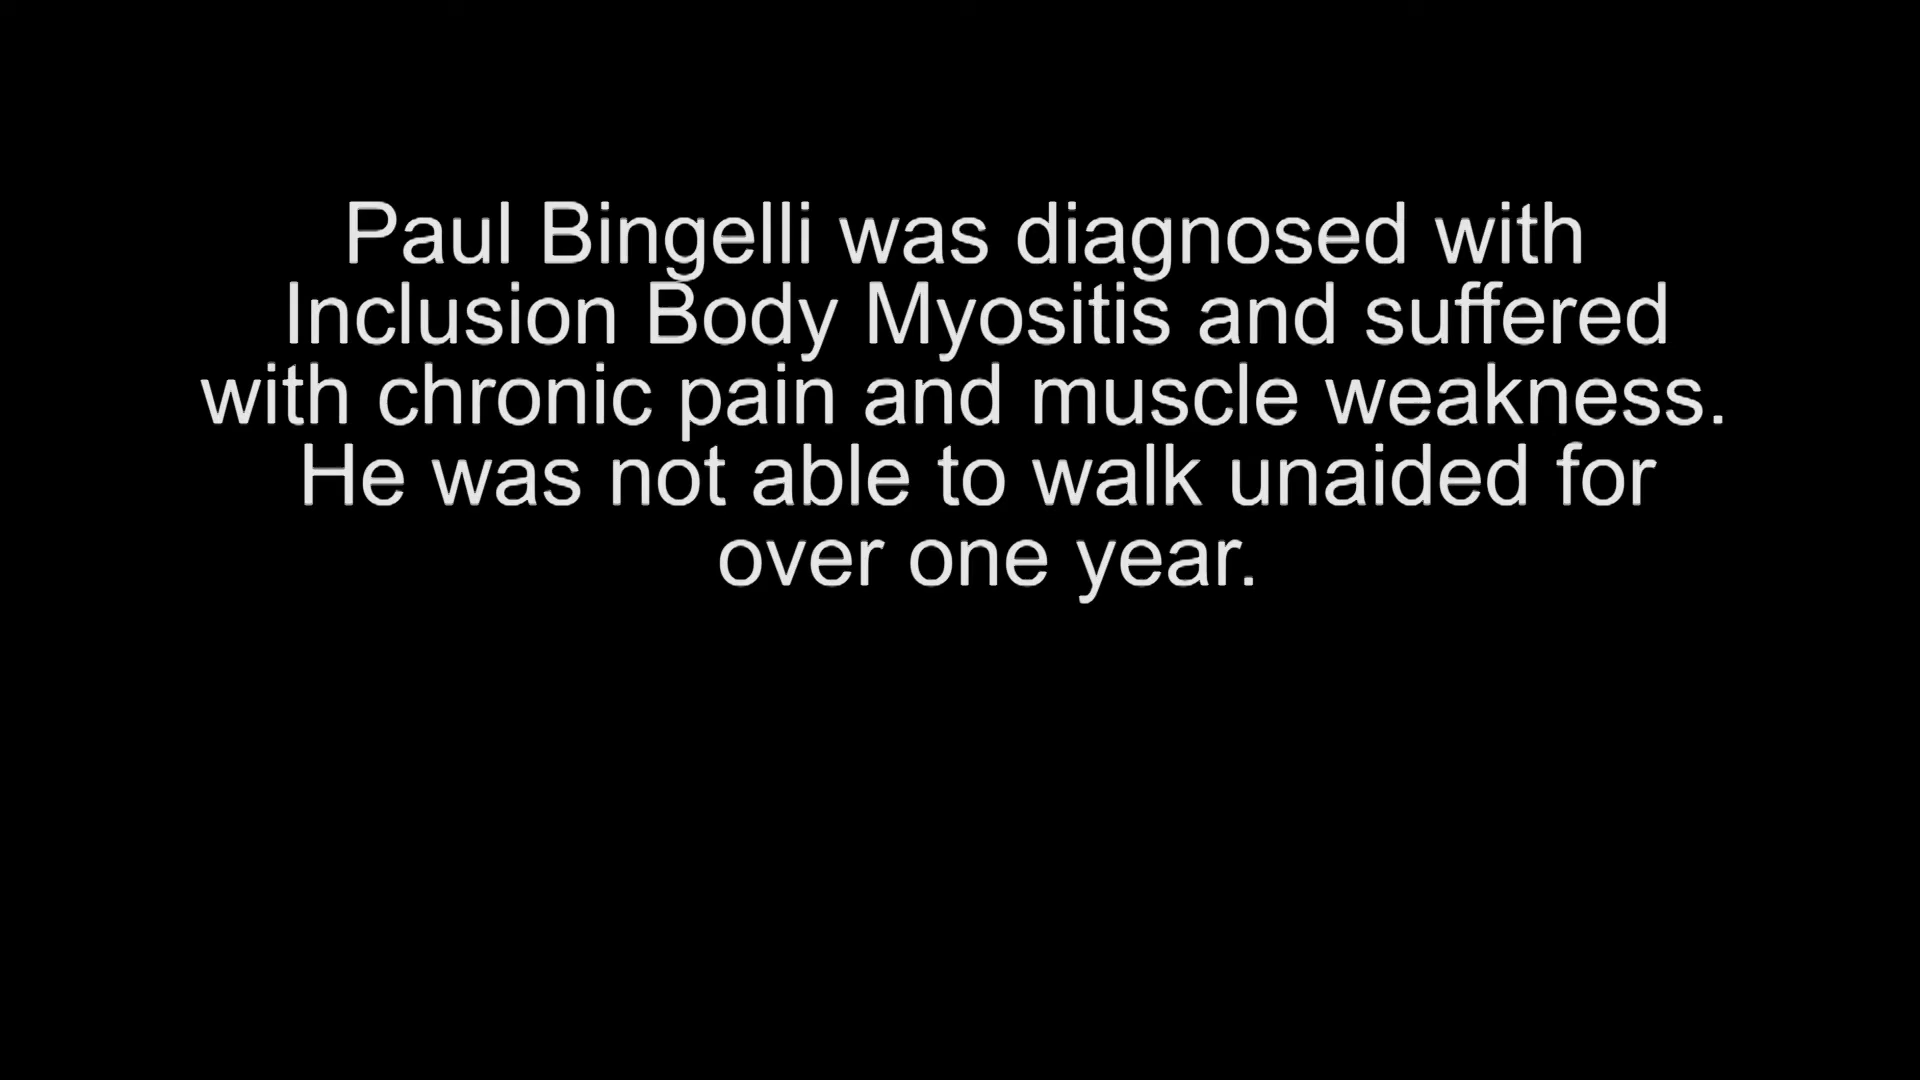 Paul Bingelli was diagnosed with
Inclusion Body Myositis and suffered
with chronic pain and muscle weakness.
He was not able to walk unaided for
over one year.